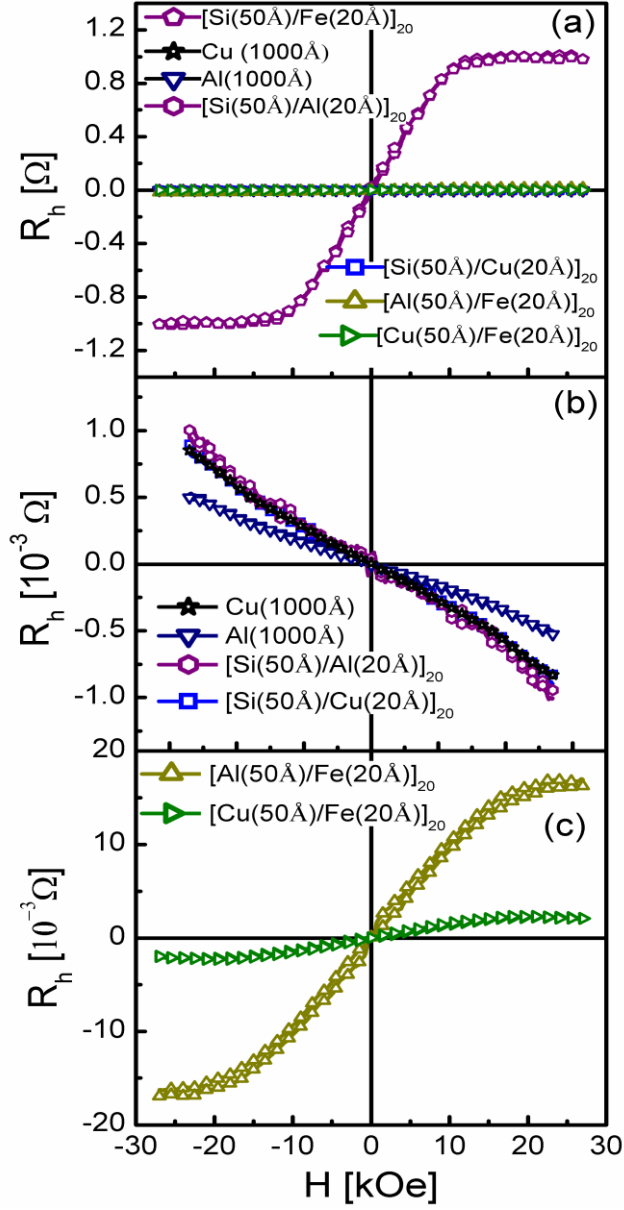 (a)
[Si(50Å)/Fe(20Å)]₂₀
Cu (1000Å)
Al(1000Å)
[Si(50Å)/Al(20Å)]₂₀
[Si(50Å)/Cu(20Å)]₂₀
[Al(50Å)/Fe(20Å)]₂₀
[Cu(50Å)/Fe(20Å)]₂₀
1.2
0.8
0.4
0.0
-0.4
-0.8
-1.2
R_h [Ω]
(b)
1.0
0.5
0.0
-0.5
-1.0
R_h [10⁻³ Ω]
Cu(1000Å)
Al(1000Å)
[Si(50Å)/Al(20Å)]₂₀
[Si(50Å)/Cu(20Å)]₂₀
20
[Al(50Å)/Fe(20Å)]₂₀
[Cu(50Å)/Fe(20Å)]₂₀
(c)
10
0
-10
-20
R_h [10⁻³Ω]
-30 -20 -10 0 10 20 30
H [kOe]